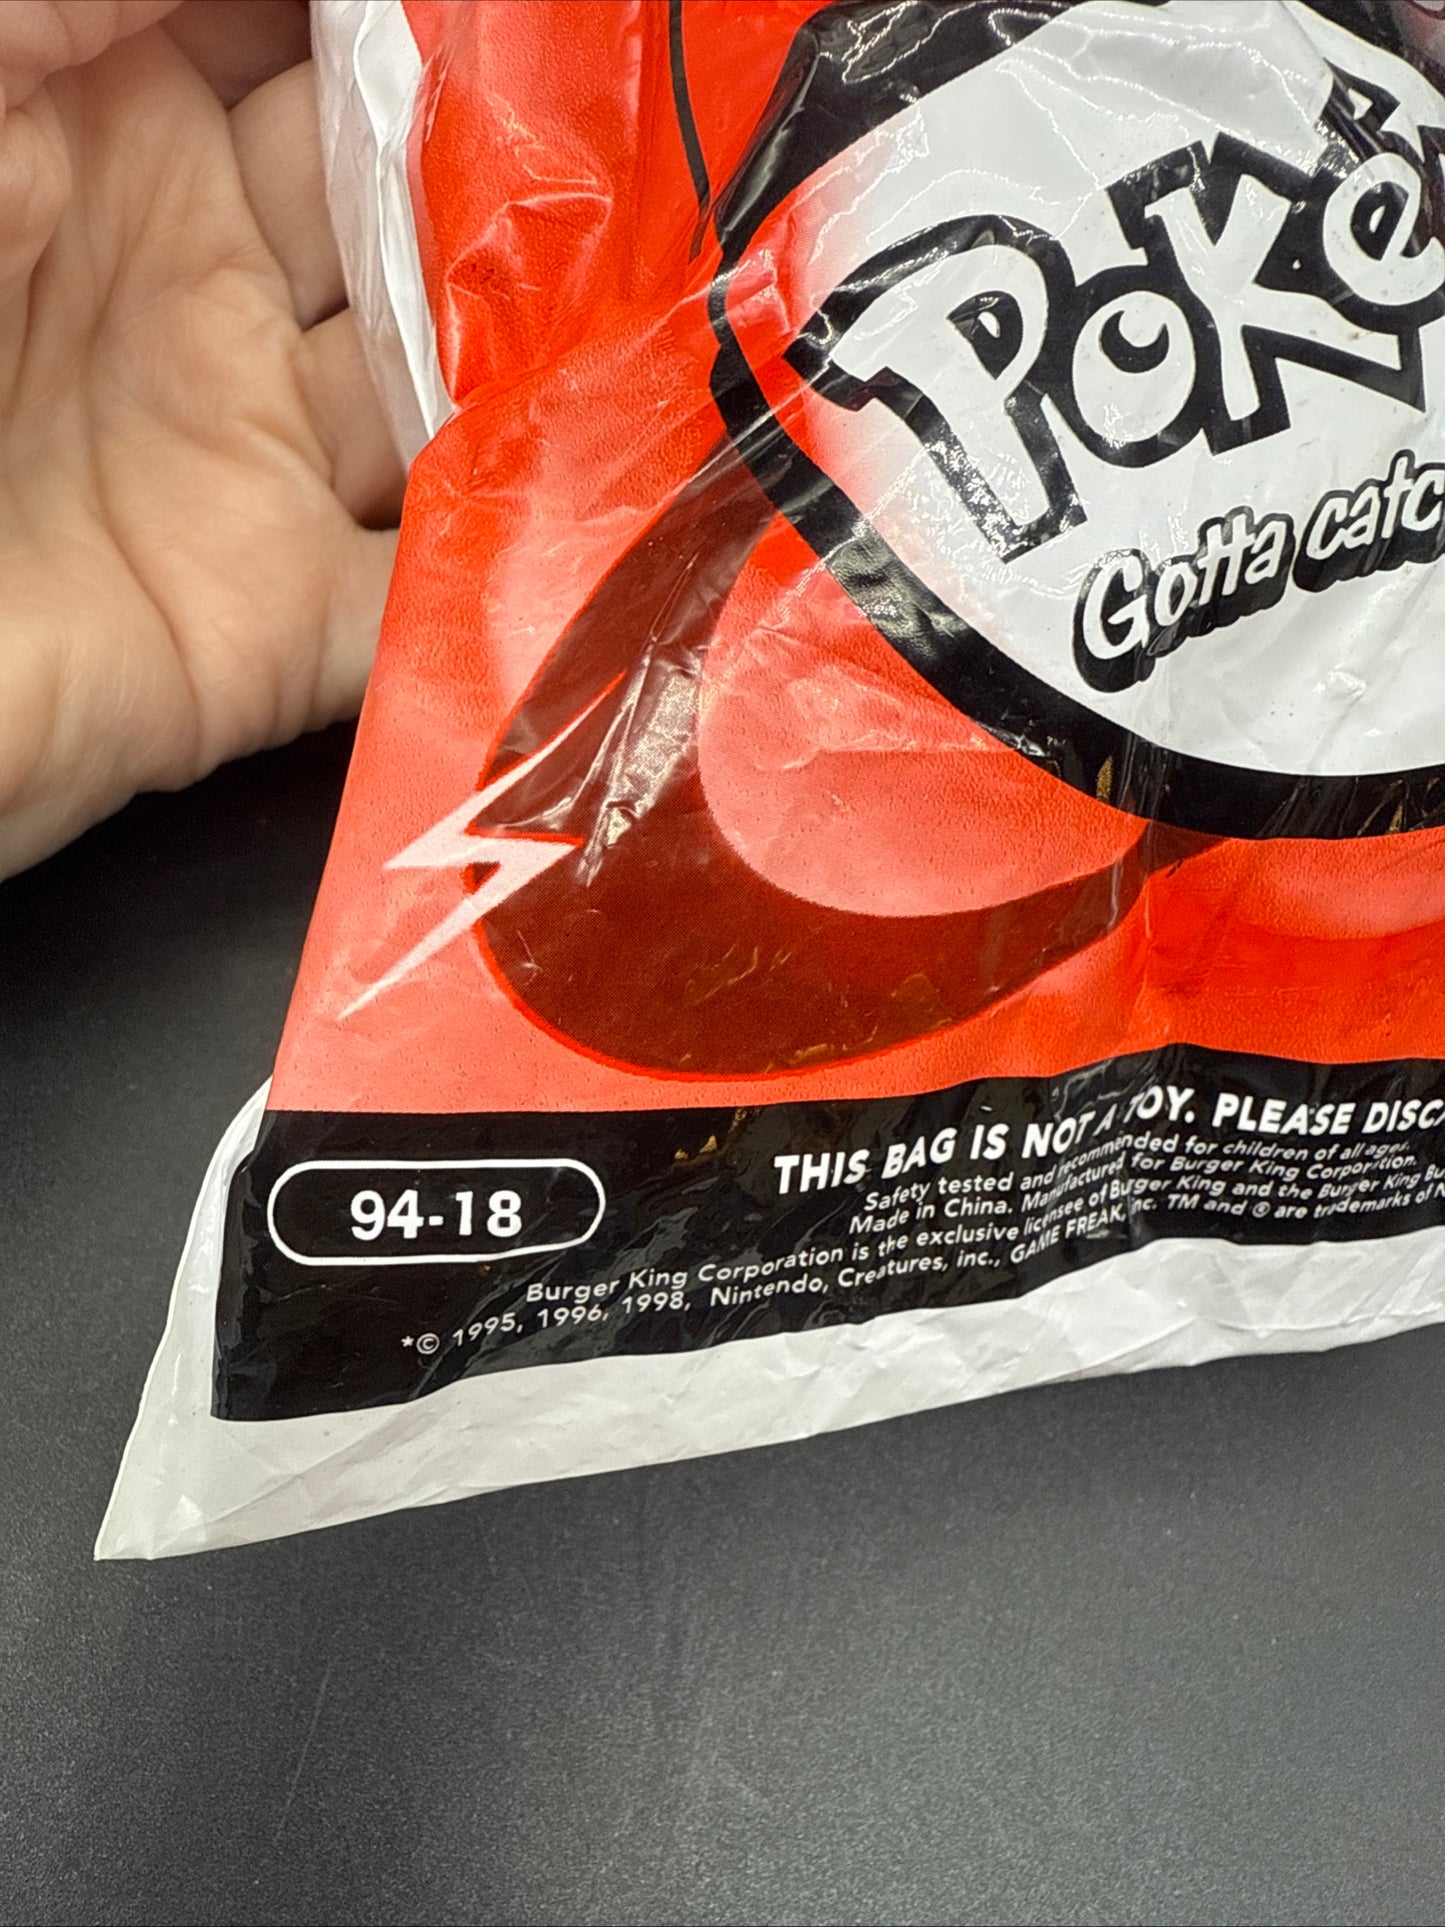 POKé
Gotta catc
THIS BAG IS NOT A TOY. PLEASE DISC
Safety tested and recommended for children of all ages.
Made in China. Manufactured for Burger King Corporation.
Burger King Corporation is the exclusive licensee of Burger King and the Burger King Bu
*© 1995, 1996, 1998, Nintendo, Creatures, inc., GAME FREAK, inc. TM and ® are trademarks of N
94-18